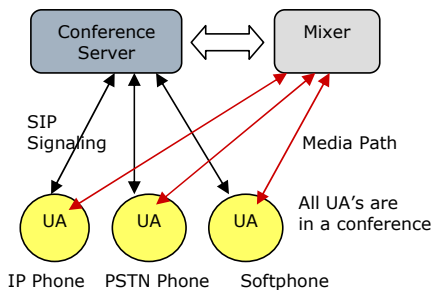 Conference
Server
Mixer
SIP
Signaling
Media Path
UA
UA
UA
All UA's are
in a conference
IP Phone
PSTN Phone
Softphone